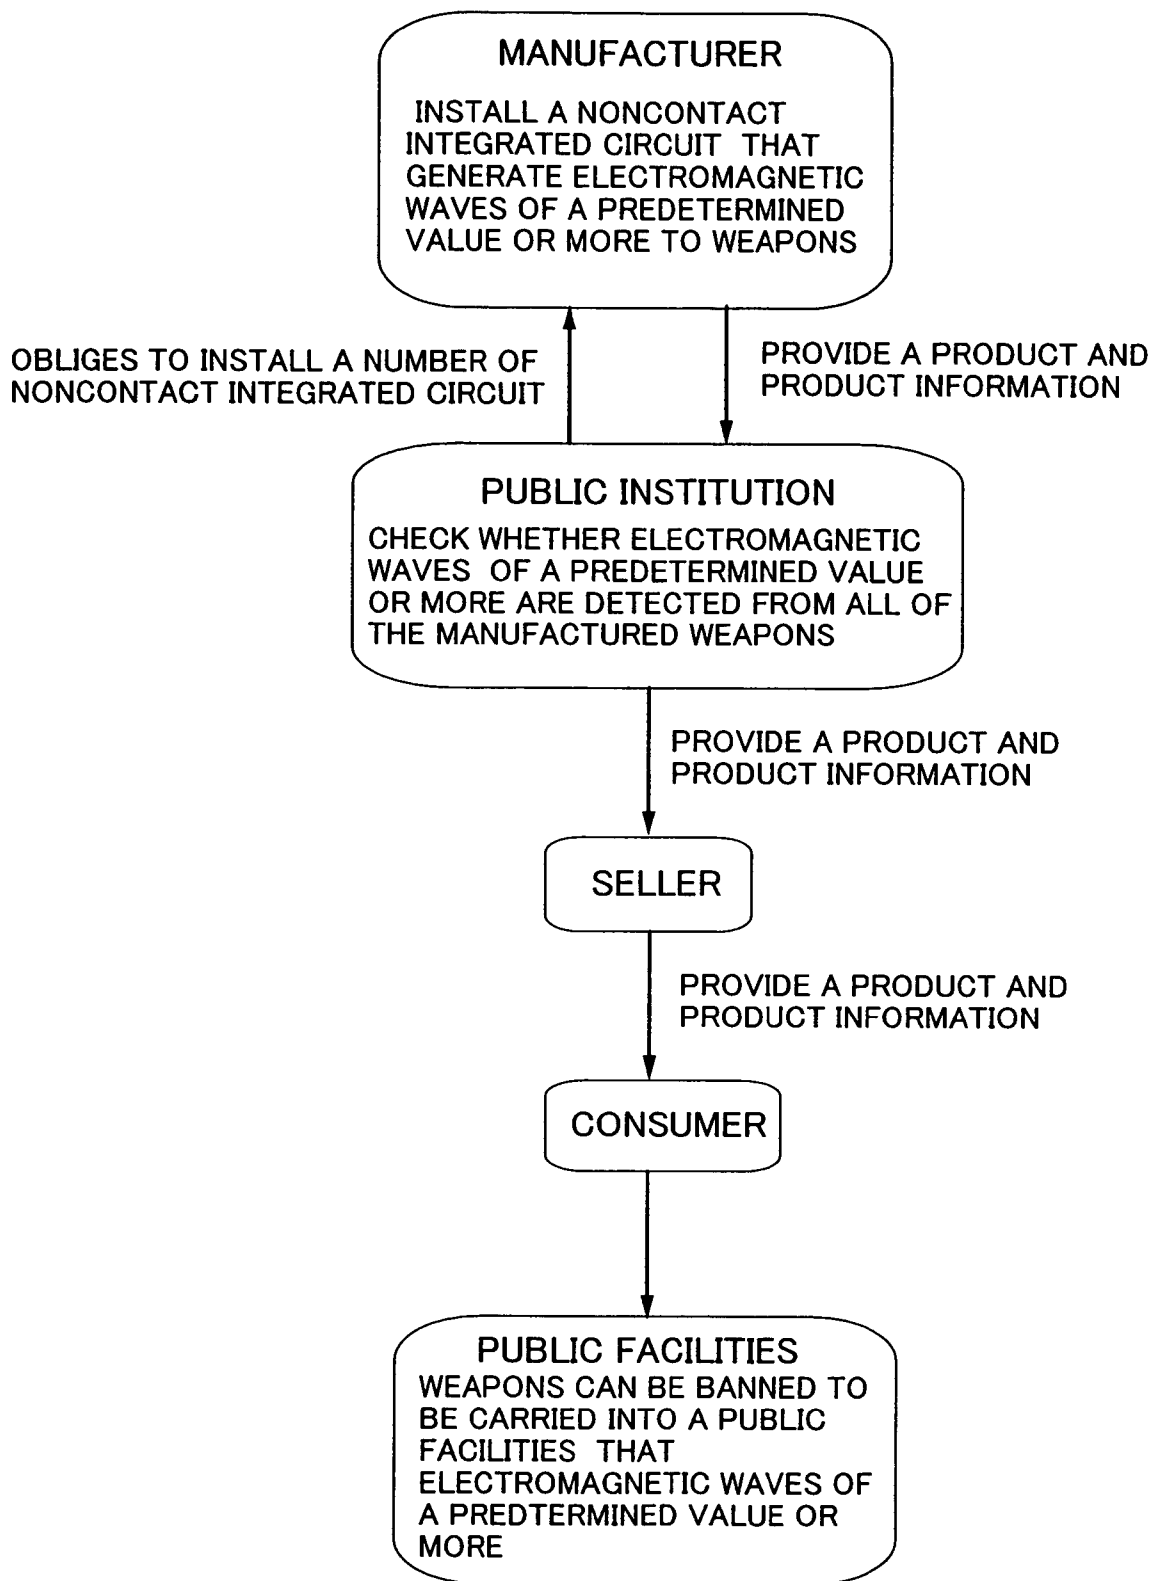 MANUFACTURER
INSTALL A NONCONTACT
INTEGRATED CIRCUIT THAT
GENERATE ELECTROMAGNETIC
WAVES OF A PREDETERMINED
VALUE OR MORE TO WEAPONS
OBLIGES TO INSTALL A NUMBER OF
NONCONTACT INTEGRATED CIRCUIT
PROVIDE A PRODUCT AND
PRODUCT INFORMATION
PUBLIC INSTITUTION
CHECK WHETHER ELECTROMAGNETIC
WAVES OF A PREDETERMINED VALUE
OR MORE ARE DETECTED FROM ALL OF
THE MANUFACTURED WEAPONS
PROVIDE A PRODUCT AND
PRODUCT INFORMATION
SELLER
PROVIDE A PRODUCT AND
PRODUCT INFORMATION
CONSUMER
PUBLIC FACILITIES
WEAPONS CAN BE BANNED TO
BE CARRIED INTO A PUBLIC
FACILITIES THAT
ELECTROMAGNETIC WAVES OF
A PREDTERMINED VALUE OR
MORE